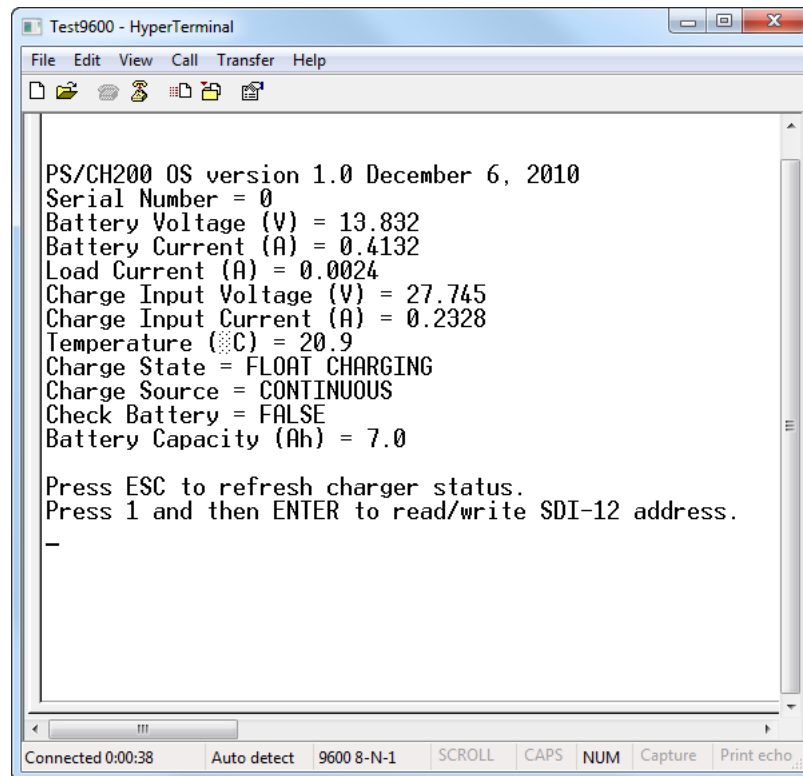 Test9600 - HyperTerminal
File Edit View Call Transfer Help
PS/CH200 OS version 1.0 December 6, 2010
Serial Number = 0
Battery Voltage (V) = 13.832
Battery Current (A) = 0.4132
Load Current (A) = 0.0024
Charge Input Voltage (V) = 27.745
Charge Input Current (A) = 0.2328
Temperature (░C) = 20.9
Charge State = FLOAT CHARGING
Charge Source = CONTINUOUS
Check Battery = FALSE
Battery Capacity (Ah) = 7.0
Press ESC to refresh charger status.
Press 1 and then ENTER to read/write SDI-12 address.
_
Connected 0:00:38 Auto detect 9600 8-N-1 SCROLL CAPS NUM Capture Print echo